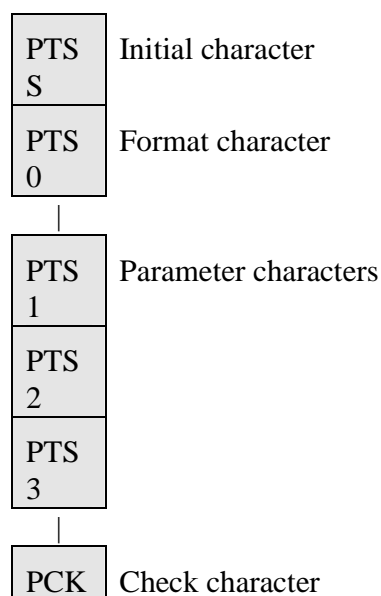 PTS Initial character
S
PTS Format character
0
|
PTS Parameter characters
1
PTS
2
PTS
3
|
PCK Check character